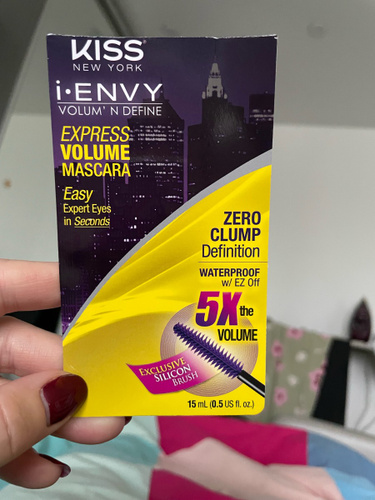 KISS
NEW YORK
i·ENVY
VOLUM' N DEFINE
EXPRESS
VOLUME
MASCARA
Easy
Expert Eyes
in Seconds
ZERO
CLUMP
Definition
WATERPROOF
w/ EZ Off
5X the
VOLUME
EXCLUSIVE
SILICON
BRUSH
15 mL (0.5 US fl. oz.)